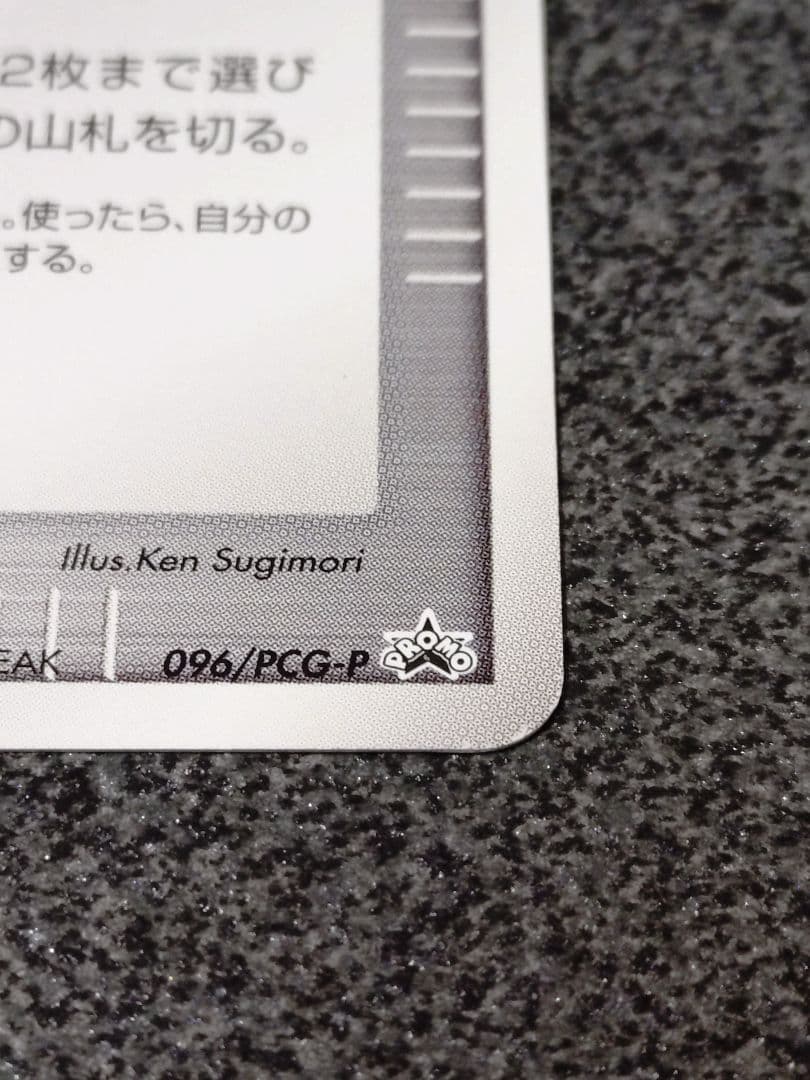 2枚まで選び
の山札を切る。
。使ったら、自分の
する。
Illus. Ken Sugimori
EAK
096/PCG-P
PROMO